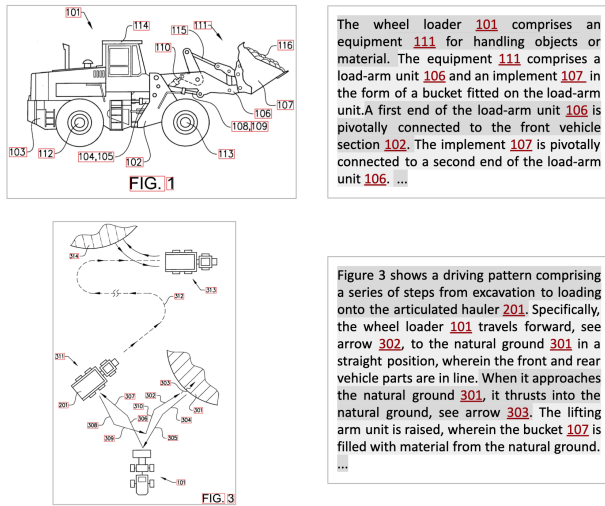 101
114
115
111
110
116
107
106
108,109
103
112
104,105
102
113
FIG. 1
The wheel loader 101 comprises an
equipment 111 for handling objects or
material. The equipment 111 comprises a
load-arm unit 106 and an implement 107 in
the form of a bucket fitted on the load-arm
unit.A first end of the load-arm unit 106 is
pivotally connected to the front vehicle
section 102. The implement 107 is pivotally
connected to a second end of the load-arm
unit 106. ...
314
313
312
311
303
302
307
310
301
201
306
304
308
309
305
101
FIG. 3
Figure 3 shows a driving pattern comprising
a series of steps from excavation to loading
onto the articulated hauler 201. Specifically,
the wheel loader 101 travels forward, see
arrow 302, to the natural ground 301 in a
straight position, wherein the front and rear
vehicle parts are in line. When it approaches
the natural ground 301, it thrusts into the
natural ground, see arrow 303. The lifting
arm unit is raised, wherein the bucket 107 is
filled with material from the natural ground.
...